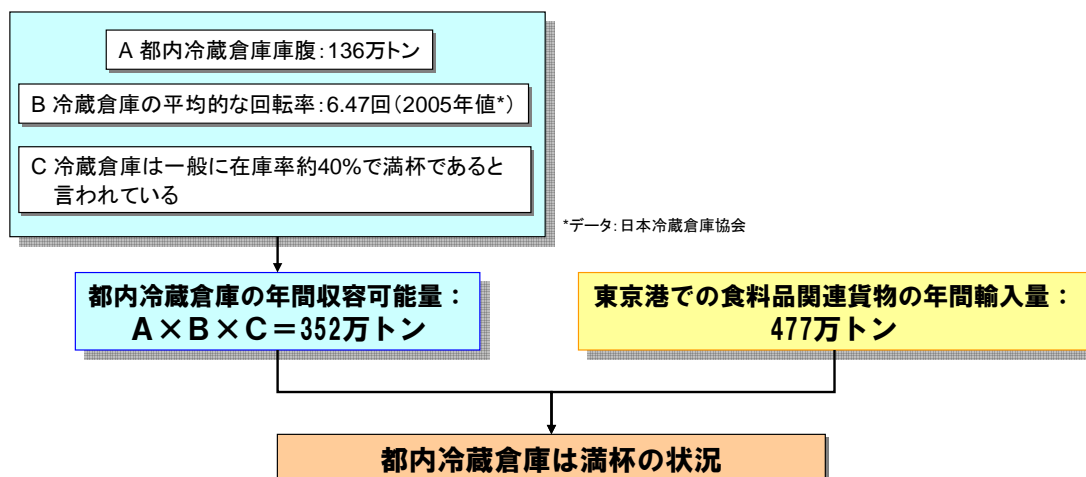 A 都内冷蔵倉庫庫腹:136万トン
B 冷蔵倉庫の平均的な回転率:6.47回(2005年値*)
C 冷蔵倉庫は一般に在庫率約40%で満杯であると
言われている
*データ:日本冷蔵倉庫協会
都内冷蔵倉庫の年間収容可能量:
A×B×C=352万トン
東京港での食料品関連貨物の年間輸入量:
477万トン
都内冷蔵倉庫は満杯の状況